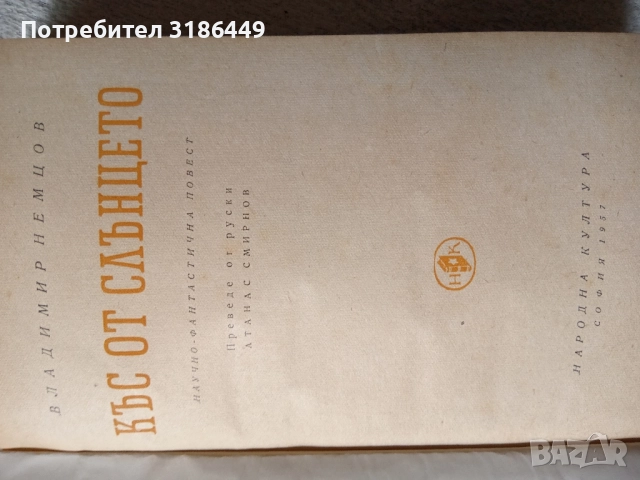 Потребител 3186449
ВЛАДИМИР НЕМЦОВ
КЪС ОТ СЛЪНЦЕТО
НАУЧНО-ФАНТАСТИЧНА ПОВЕСТ
Преведе от руски
АТАНАС СМИРНОВ
Н К
НАРОДНА КУЛТУРА
СОФИЯ 1957
BAZAR